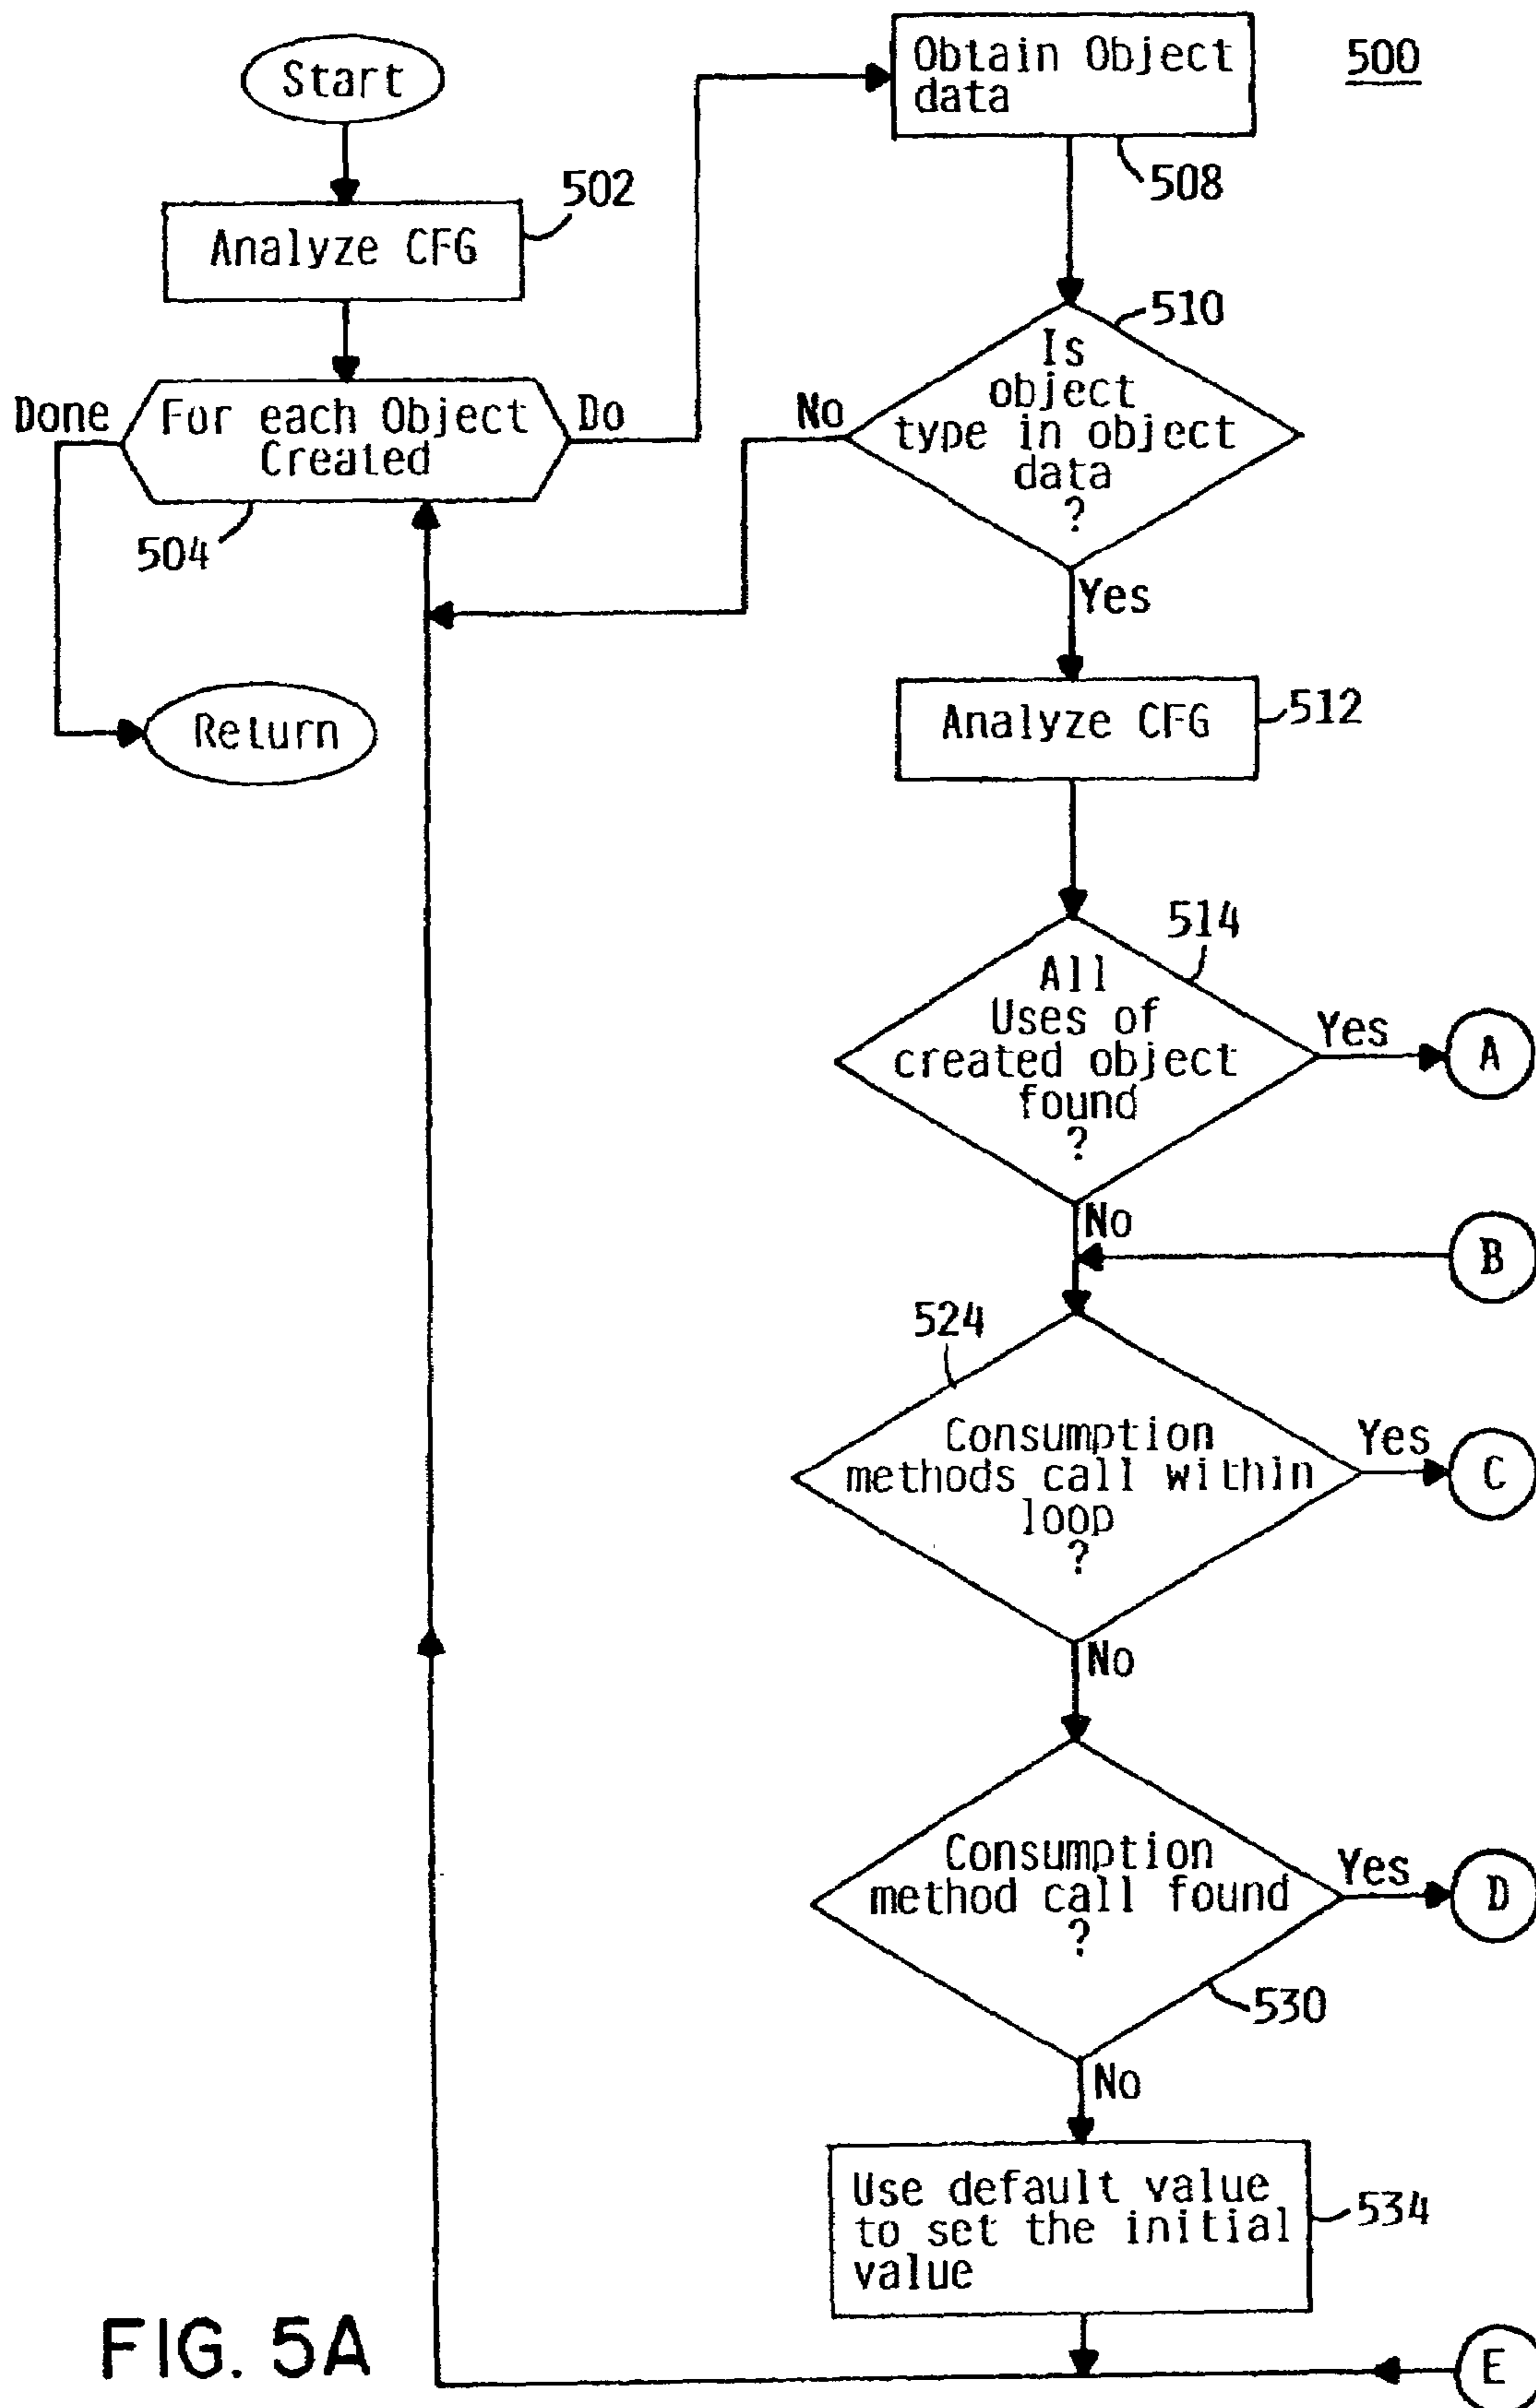 Start
502
Analyze CFG
Done
For each Object
Created
Do
504
Return
Obtain Object
data
500
508
510
Is
object
type in object
data
?
No
Yes
Analyze CFG
512
514
All
Uses of
created object
found
?
Yes
A
No
B
524
Consumption
methods call within
loop
?
Yes
C
No
Consumption
method call found
?
Yes
D
530
No
Use default value
to set the initial
value
534
E
FIG. 5A